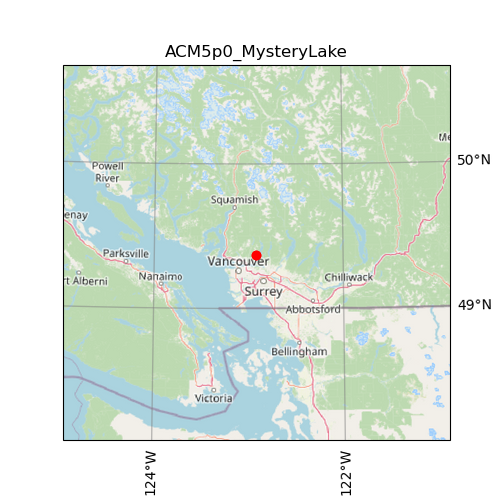 ACM5p0_MysteryLake
Me
50°N
Powell
River
Squamish
enay
Parksville
Vancouver
rt Alberni
Nanaimo
Chilliwack
Surrey
49°N
Abbotsford
Bellingham
Victoria
124°W
122°W